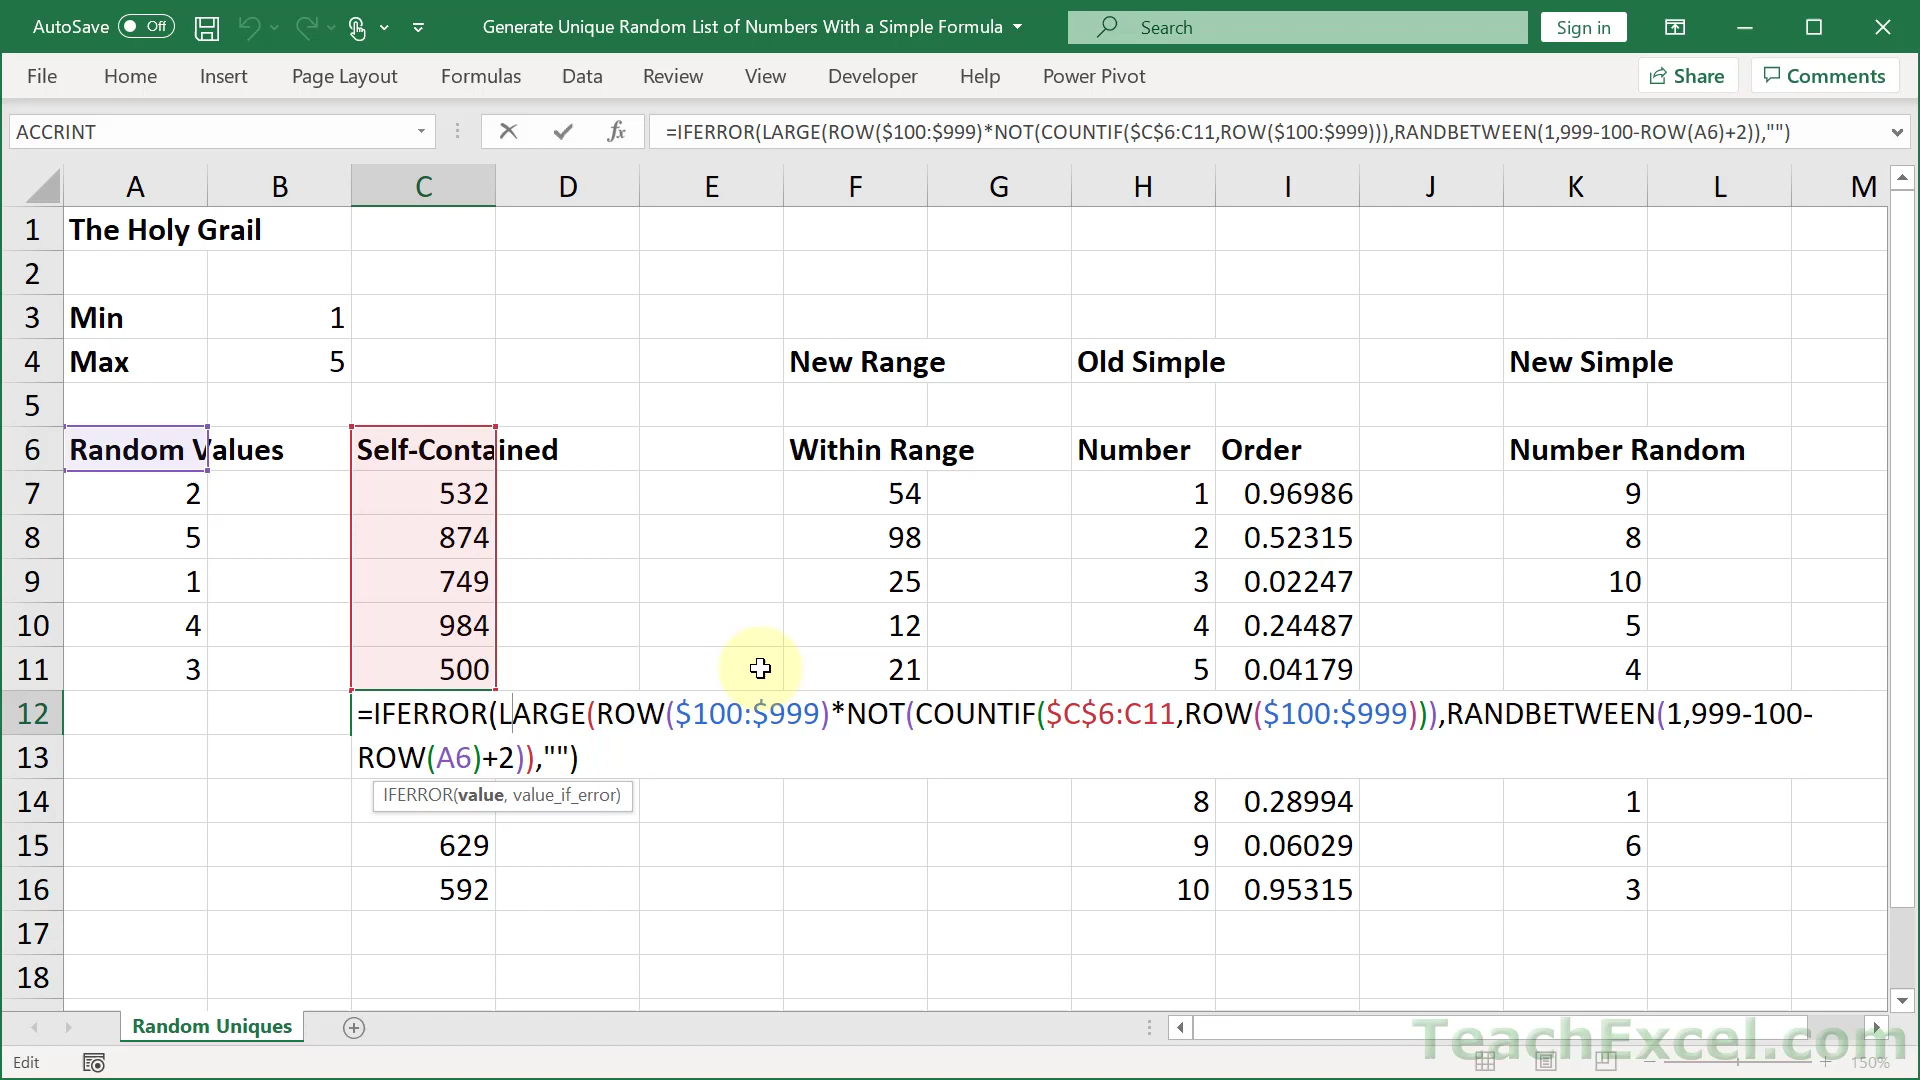 AutoSave Off Generate Unique Random List of Numbers With a Simple Formula Search Sign in
File Home Insert Page Layout Formulas Data Review View Developer Help Power Pivot Share Comments
ACCRINT fx =IFERROR(LARGE(ROW($100:$999)*NOT(COUNTIF($C$6:C11,ROW($100:$999))),RANDBETWEEN(1,999-100-ROW(A6)+2)),"")
A B C D E F G H I J K L M
1 The Holy Grail
2
3 Min 1
4 Max 5 New Range Old Simple New Simple
5
6 Random Values Self-Contained Within Range Number Order Number Random
7 2 532 54 1 0.96986 9
8 5 874 98 2 0.52315 8
9 1 749 25 3 0.02247 10
10 4 984 12 4 0.24487 5
11 3 500 21 5 0.04179 4
12 =IFERROR(LARGE(ROW($100:$999)*NOT(COUNTIF($C$6:C11,ROW($100:$999))),RANDBETWEEN(1,999-100-
13 ROW(A6)+2)),"")
IFERROR(value, value_if_error)
14 8 0.28994 1
15 629 9 0.06029 6
16 592 10 0.95315 3
17
18
Random Uniques
TeachExcel.com
Edit 150%